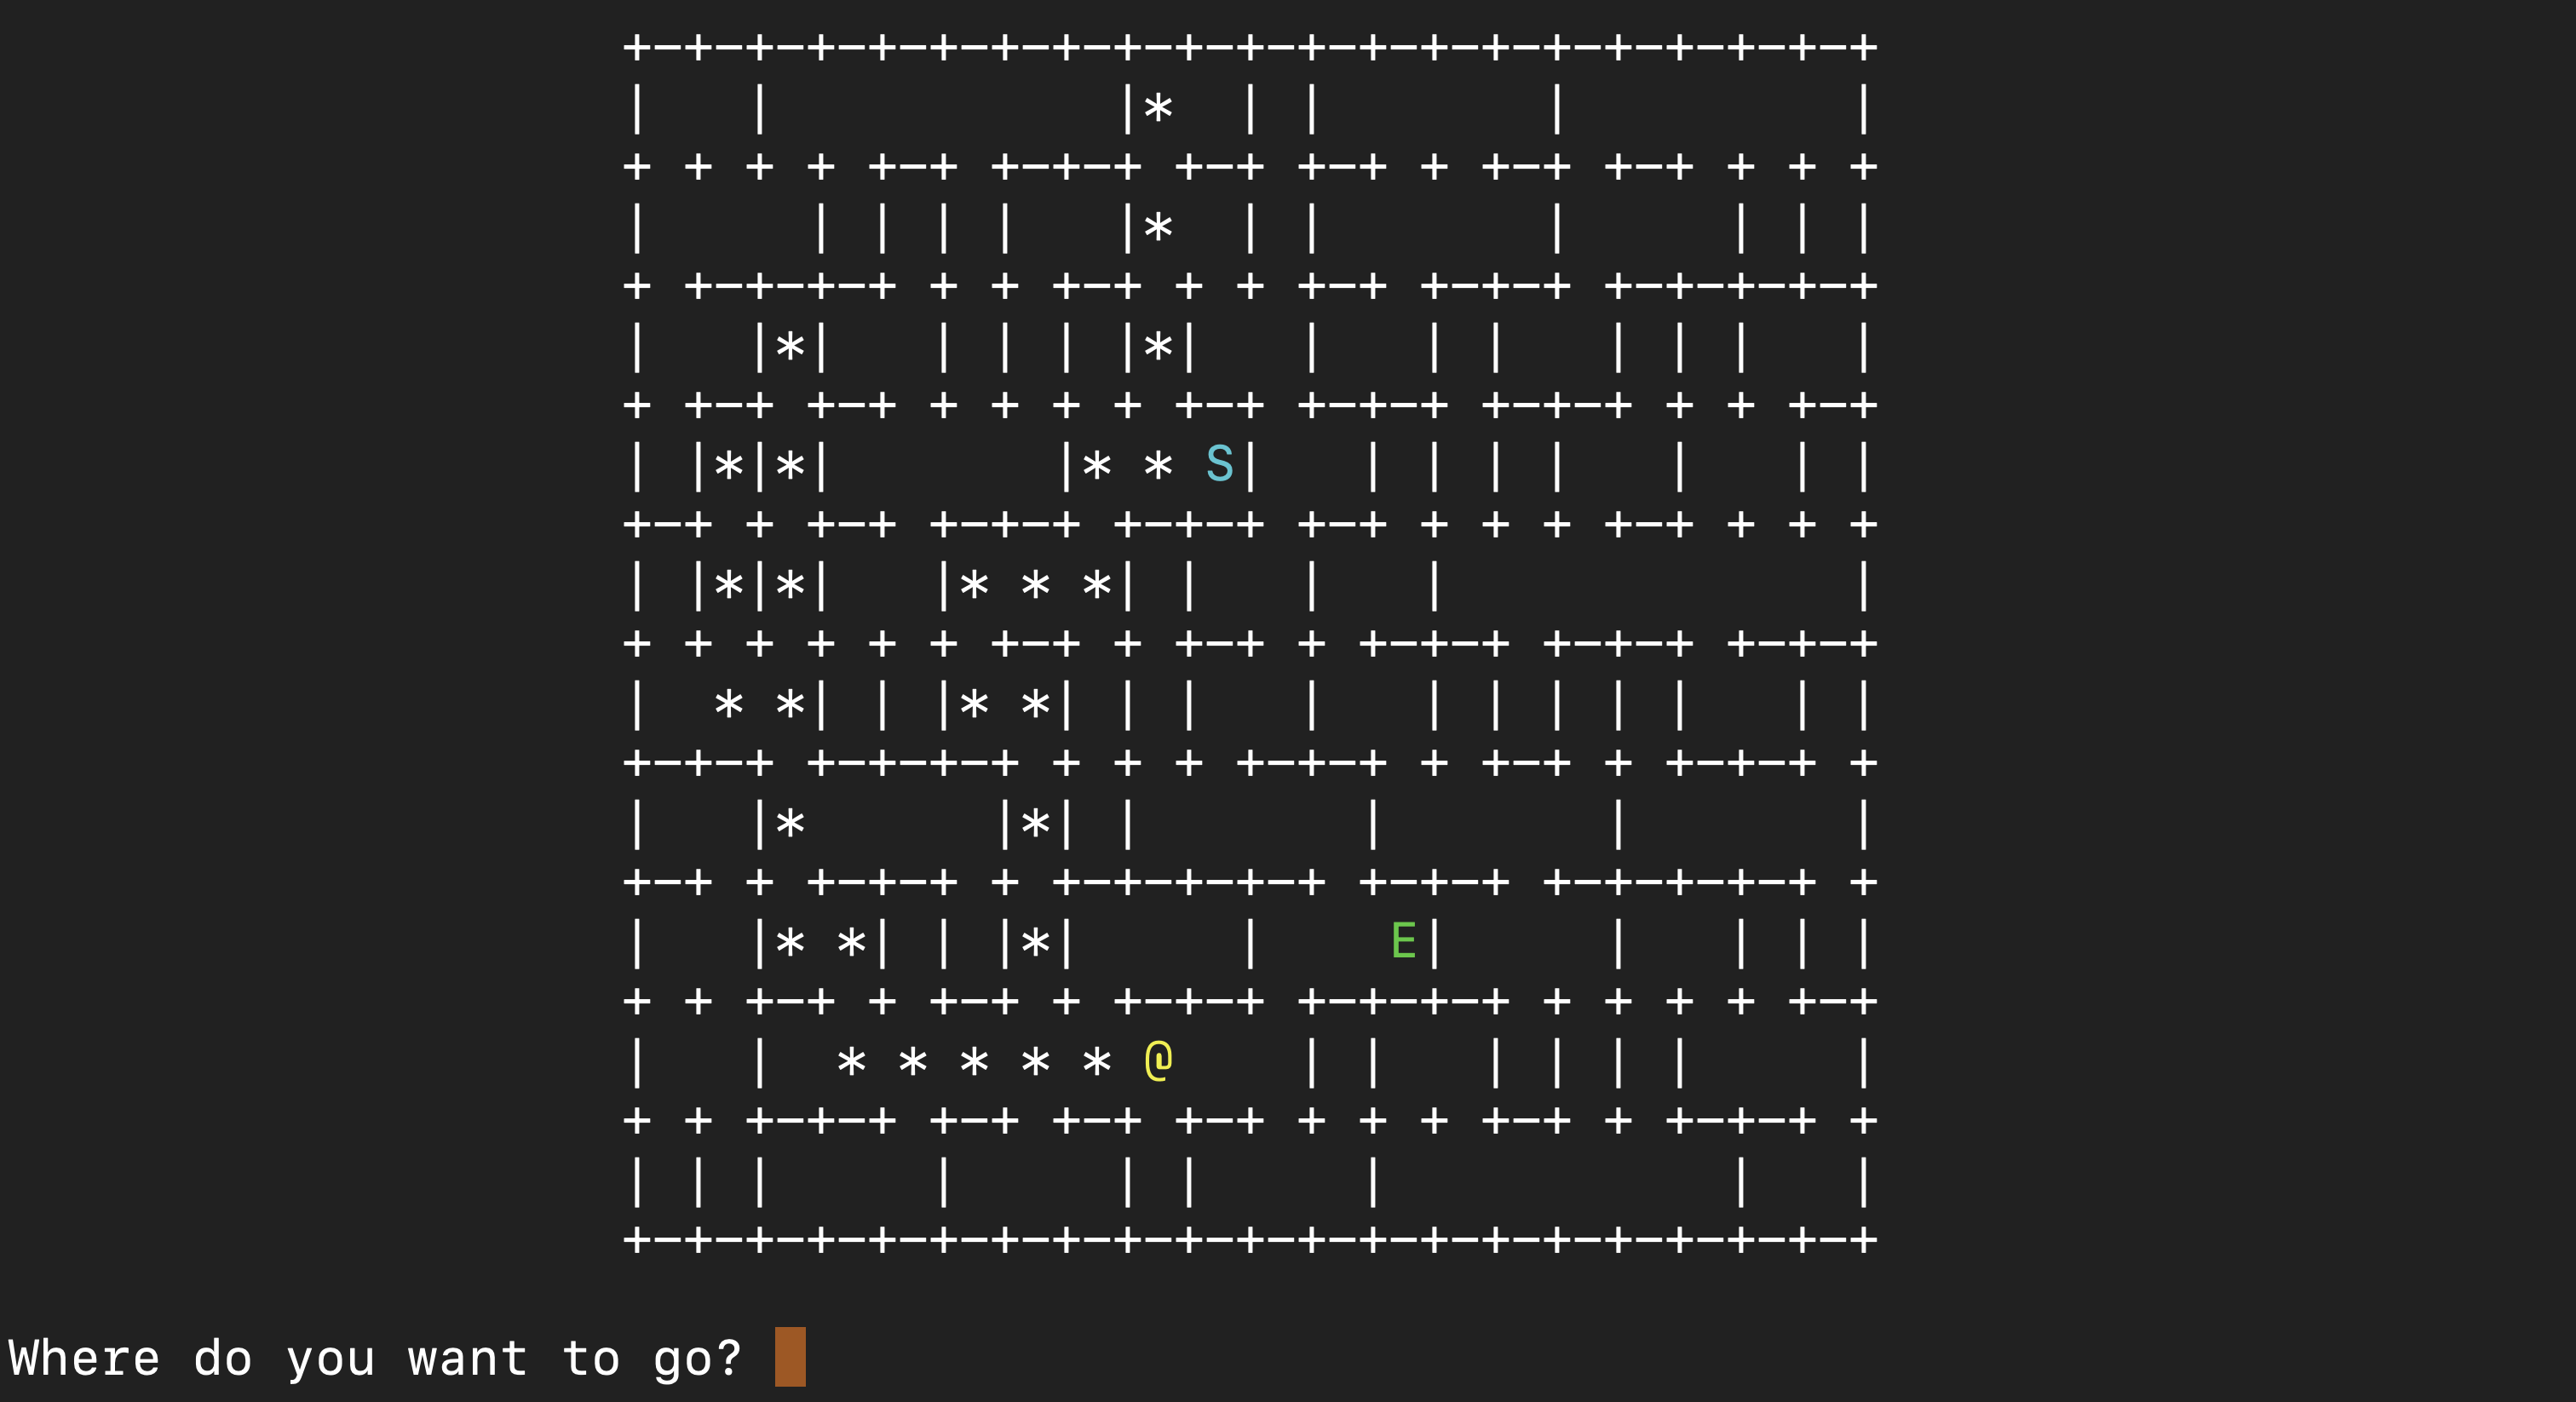 +-+-+-+-+-+-+-+-+-+-+-+-+-+-+-+-+-+-+-+-+
|   |           |*  | |       |         |
+ + + + +-+ +-+-+ +-+ +-+ + +-+ +-+ + + +
|     | | | |   |*  | |       |     | | |
+ +-+-+-+ + + +-+ + + +-+ +-+-+ +-+-+-+-+
|   |*|   | | | |*|   |   | |   | | |   |
+ +-+ +-+ + + + + +-+ +-+-+ +-+-+ + + +-+
| |*|*|       |* * S|   | | | |   |   | |
+-+ + +-+ +-+-+ +-+-+ +-+ + + + +-+ + + +
| |*|*|   |* * *| |   |   |             |
+ + + + + + +-+ + +-+ + +-+-+ +-+-+ +-+-+
|  * *| | |* *| | |   |   | | | | |   | |
+-+-+ +-+-+-+ + + + +-+-+ + +-+ + +-+-+ +
|   |*      |*| |       |       |       |
+-+ + +-+-+ + +-+-+-+-+ +-+-+ +-+-+-+-+ +
|   |* *| | |*|     |    E|     |   | | |
+ + +-+ + +-+ + +-+-+ +-+-+-+ + + + + +-+
|   |  * * * * * @    | |   | | | |     |
+ + +-+-+ +-+ +-+ +-+ + + + +-+ + +-+-+ +
| | |     |     | |     |           |   |
+-+-+-+-+-+-+-+-+-+-+-+-+-+-+-+-+-+-+-+-+
Where do you want to go?